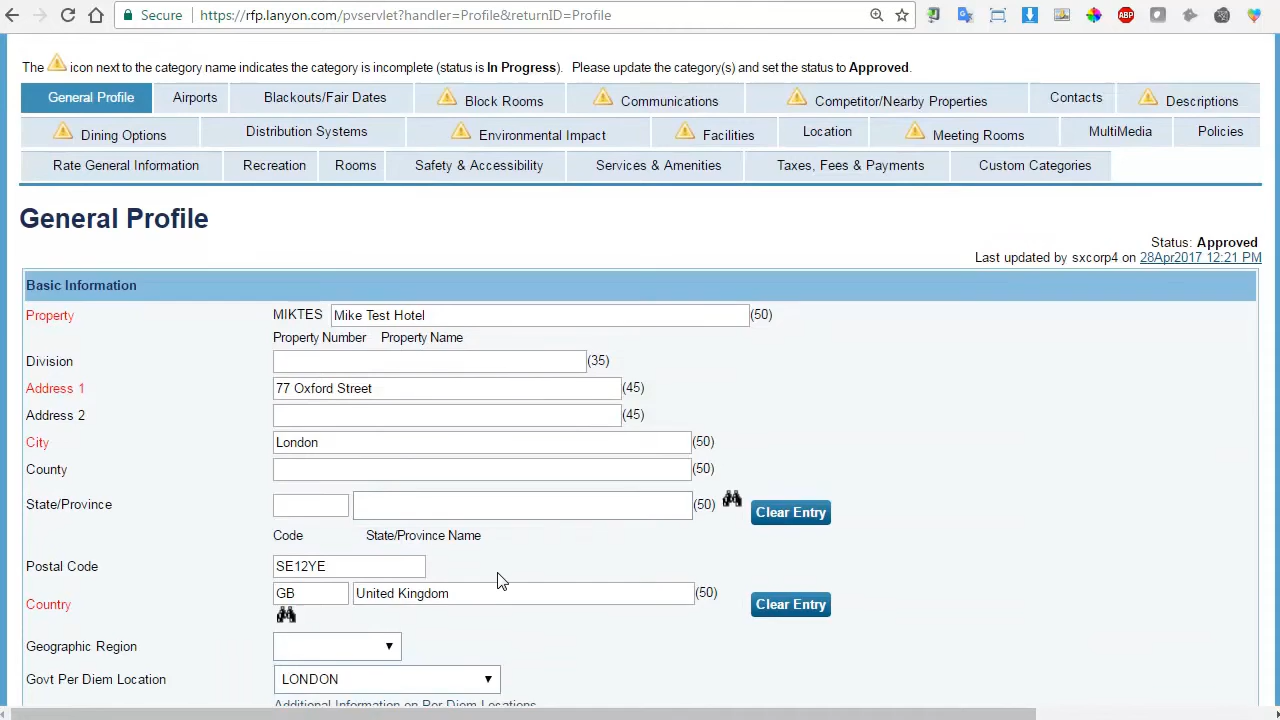 Secure https://rfp.lanyon.com/pvservlet?handler=Profile&returnID=Profile
ABP
The icon next to the category name indicates the category is incomplete (status is In Progress). Please update the category(s) and set the status to Approved.
General Profile Airports Blackouts/Fair Dates Block Rooms Communications Competitor/Nearby Properties Contacts Descriptions
Dining Options Distribution Systems Environmental Impact Facilities Location Meeting Rooms MultiMedia Policies
Rate General Information Recreation Rooms Safety & Accessibility Services & Amenities Taxes, Fees & Payments Custom Categories
General Profile
Status: Approved
Last updated by sxcorp4 on 28Apr2017 12:21 PM
Basic Information
Property MIKTES Mike Test Hotel (50)
Property Number Property Name
Division (35)
Address 1 77 Oxford Street (45)
Address 2 (45)
City London (50)
County (50)
State/Province (50) Clear Entry
Code State/Province Name
Postal Code SE12YE
Country GB United Kingdom (50) Clear Entry
Geographic Region
Govt Per Diem Location LONDON
Additional Information on Per Diem Locations